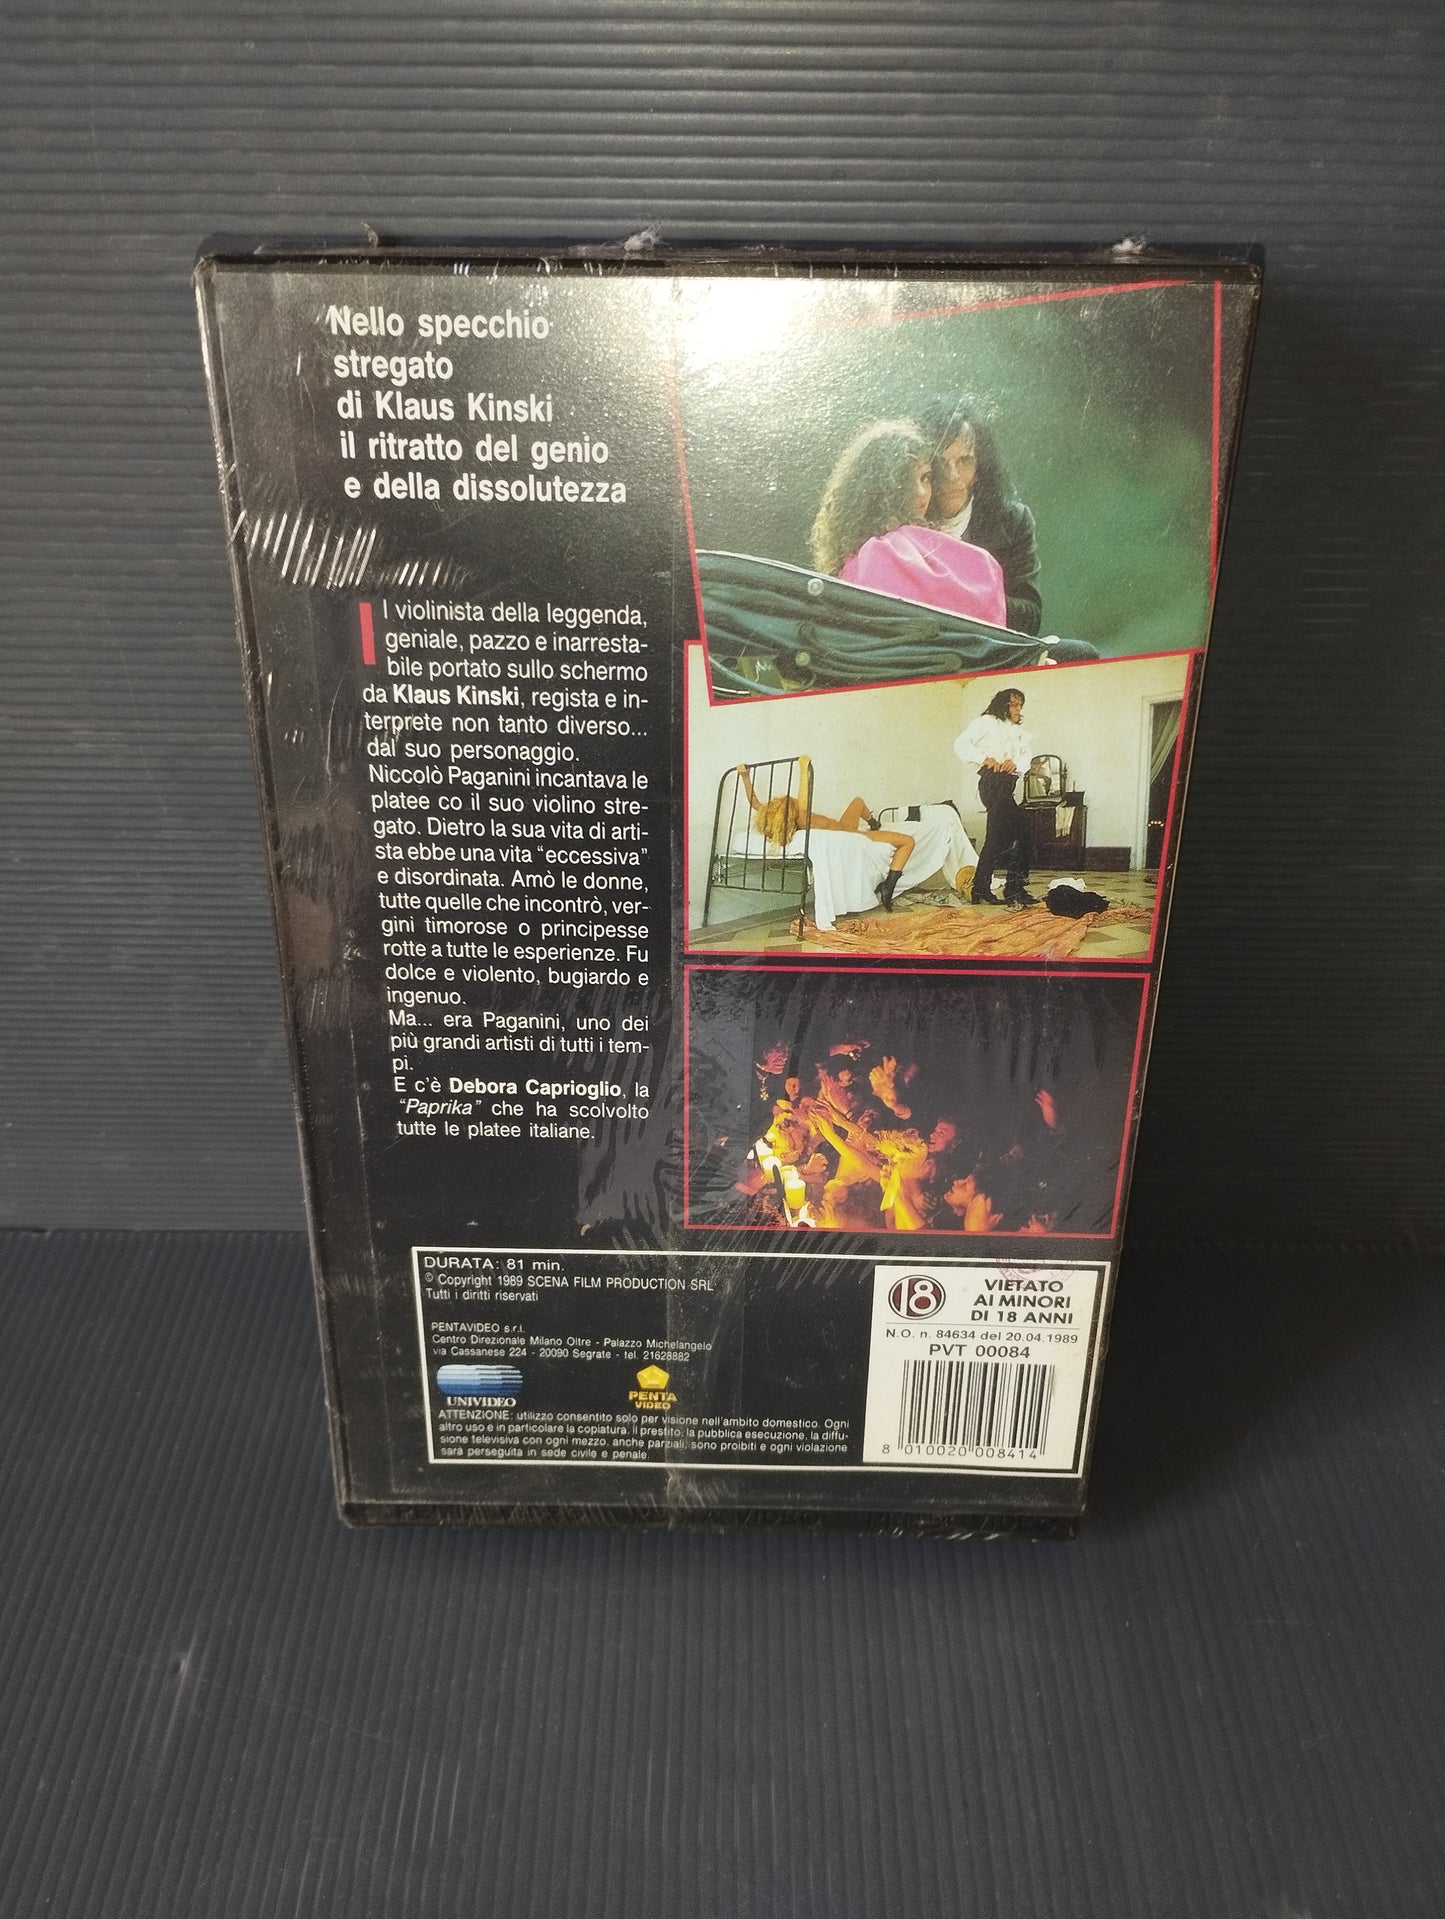 Nello specchio
stregato
di Klaus Kinski
il ritratto del genio
e della dissolutezza
Il violinista della leggenda,
geniale, pazzo e inarresta-
bile portato sullo schermo
da Klaus Kinski, regista e in-
terprete non tanto diverso...
dal suo personaggio.
Niccolò Paganini incantava le
platee co il suo violino stre-
gato. Dietro la sua vita di arti-
sta ebbe una vita “eccessiva”
e disordinata. Amò le donne,
tutte quelle che incontrò, ver-
gini timorose o principesse
rotte a tutte le esperienze. Fu
dolce e violento, bugiardo e
ingenuo.
Ma... era Paganini, uno dei
più grandi artisti di tutti i tem-
pi.
E c'è Debora Caprioglio, la
“Paprika” che ha scolvolto
tutte le platee italiane.
DURATA: 81 min.
© Copyright 1989 SCENA FILM PRODUCTION SRL
Tutti i diritti riservati
PENTAVIDEO s.r.l.
Centro Direzionale Milano Oltre - Palazzo Michelangelo
via Cassanese 224 - 20090 Segrate - tel. 21628882
UNIVIDEO
PENTA
VIDEO
ATTENZIONE: utilizzo consentito solo per visione nell'ambito domestico. Ogni
altro uso e in particolare la copiatura, il prestito, la pubblica esecuzione, la diffu-
sione televisiva con ogni mezzo, anche parziali, sono proibiti e ogni violazione
sarà perseguita in sede civile e penale.
18
VIETATO
AI MINORI
DI 18 ANNI
N.O. n. 84634 del 20.04.1989
PVT 00084
8 010020 008414
PENTA VIDEO